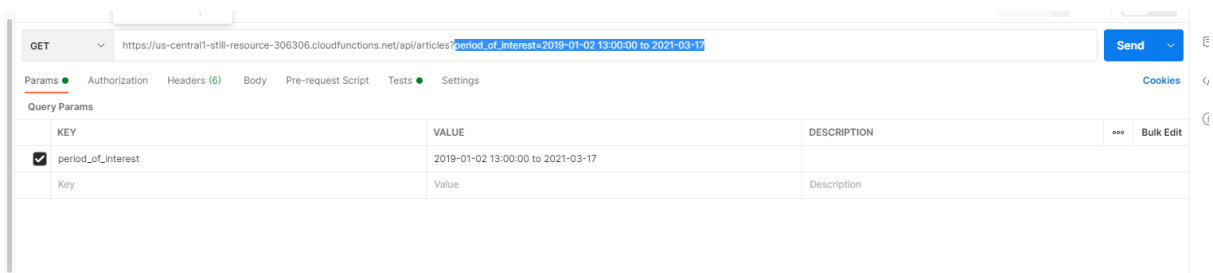 GET https://us-central1-still-resource-306306.cloudfunctions.net/api/articles?period_of_interest=2019-01-02 13:00:00 to 2021-03-17 Send
Params Authorization Headers (6) Body Pre-request Script Tests Settings Cookies
Query Params
KEY VALUE DESCRIPTION ooo Bulk Edit
period_of_interest 2019-01-02 13:00:00 to 2021-03-17
Key Value Description